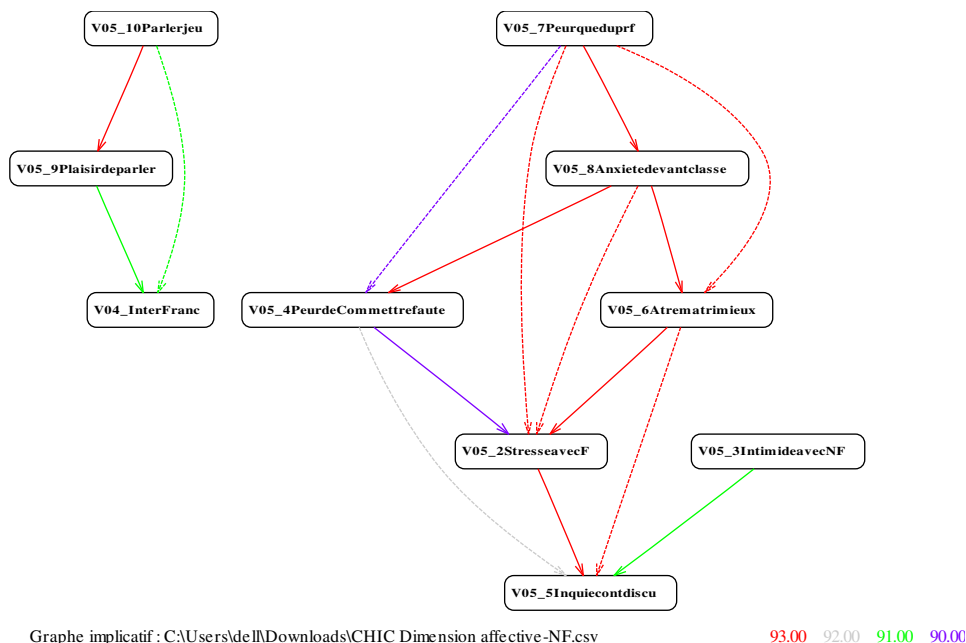 V05_10Parlerjeu
V05_7Peurqueduprf
V05_9Plaisirdeparler
V05_8Anxietedevantclasse
V04_InterFranc
V05_4PeurdeCommettrefaute
V05_6Atrematrimieux
V05_2StresseavecF
V05_3IntimideavecNF
V05_5Inquiecontdiscu
Graphe implicatif : C:\Users\dell\Downloads\CHIC Dimension affective-NF.csv 93.00 92.00 91.00 90.00